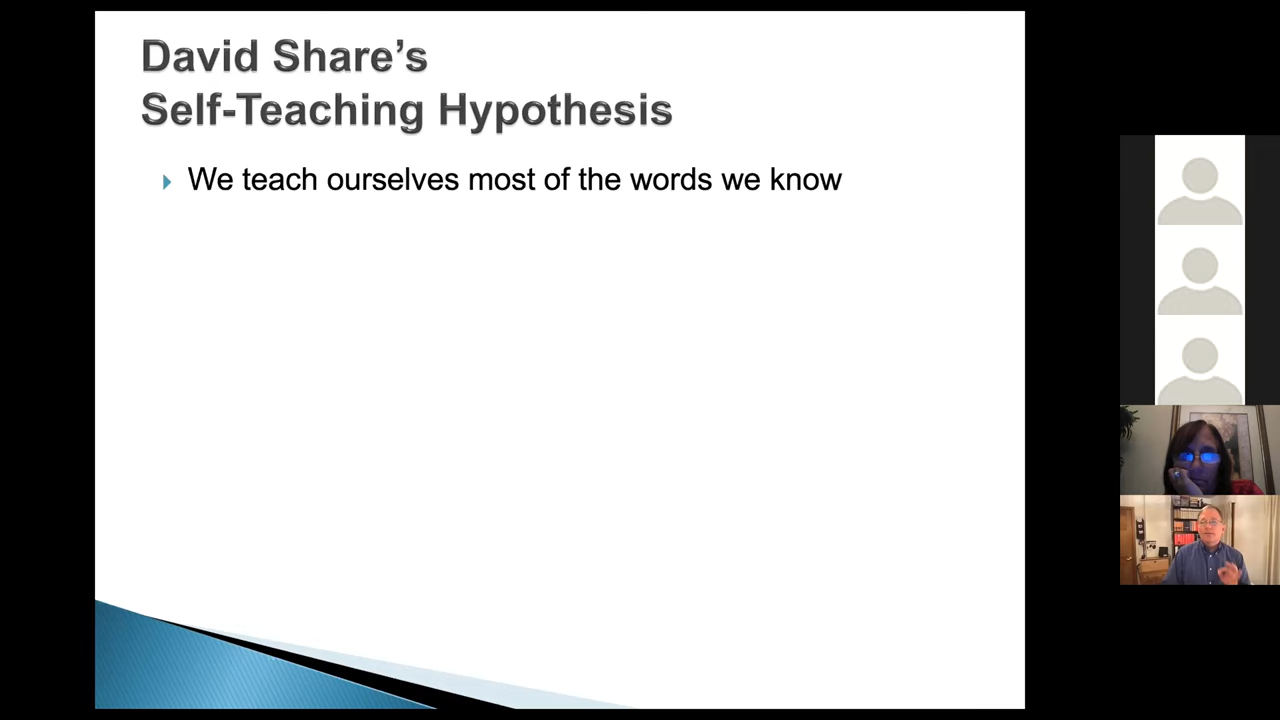 David Share’s
Self-Teaching Hypothesis
We teach ourselves most of the words we know